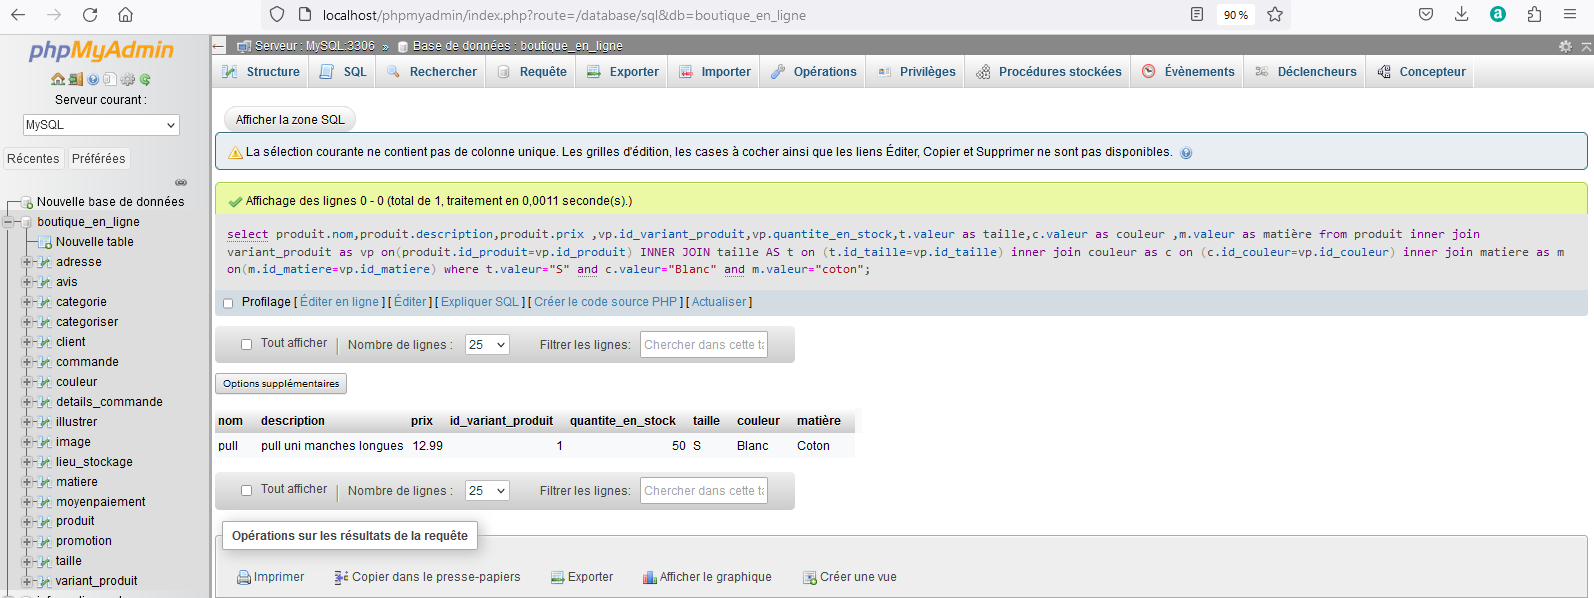 localhost/phpmyadmin/index.php?route=/database/sql&db=boutique_en_ligne
90 %
phpMyAdmin
Serveur courant :
MySQL
Récentes Préférées
Nouvelle base de données
boutique_en_ligne
Nouvelle table
adresse
avis
categorie
categoriser
client
commande
couleur
details_commande
illustrer
image
lieu_stockage
matiere
moyenpaiement
produit
promotion
taille
variant_produit
Serveur : MySQL:3306 » Base de données : boutique_en_ligne
Structure SQL Rechercher Requête Exporter Importer Opérations Privilèges Procédures stockées Évènements Déclencheurs Concepteur
Afficher la zone SQL
La sélection courante ne contient pas de colonne unique. Les grilles d'édition, les cases à cocher ainsi que les liens Éditer, Copier et Supprimer ne sont pas disponibles.
Affichage des lignes 0 - 0 (total de 1, traitement en 0,0011 seconde(s).)
select produit.nom,produit.description,produit.prix ,vp.id_variant_produit,vp.quantite_en_stock,t.valeur as taille,c.valeur as couleur ,m.valeur as matière from produit inner join
variant_produit as vp on(produit.id_produit=vp.id_produit) INNER JOIN taille AS t on (t.id_taille=vp.id_taille) inner join couleur as c on (c.id_couleur=vp.id_couleur) inner join matiere as m
on(m.id_matiere=vp.id_matiere) where t.valeur="S" and c.valeur="Blanc" and m.valeur="coton";
Profilage [ Éditer en ligne ] [ Éditer ] [ Expliquer SQL ] [ Créer le code source PHP ] [ Actualiser ]
Tout afficher Nombre de lignes : 25 Filtrer les lignes: Chercher dans cette ta
Options supplémentaires
nom description prix id_variant_produit quantite_en_stock taille couleur matière
pull pull uni manches longues 12.99 1 50 S Blanc Coton
Tout afficher Nombre de lignes : 25 Filtrer les lignes: Chercher dans cette ta
Opérations sur les résultats de la requête
Imprimer Copier dans le presse-papiers Exporter Afficher le graphique Créer une vue